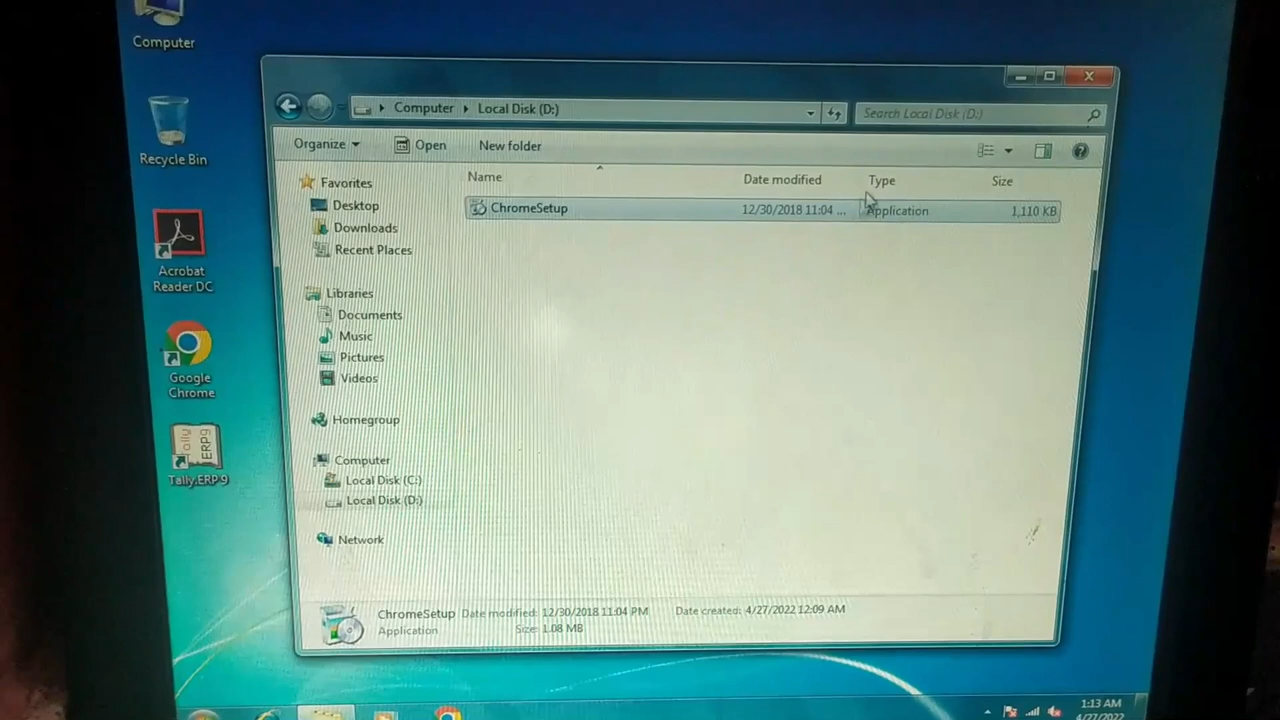 Computer
Recycle Bin
Acrobat
Reader DC
Google
Chrome
Tally.ERP 9
Computer
Local Disk (D:)
Search Local Disk (D:)
Organize
Open
New folder
Name
Date modified
Type
Size
ChromeSetup
12/30/2018 11:04 ...
Application
1,110 KB
Favorites
Desktop
Downloads
Recent Places
Libraries
Documents
Music
Pictures
Videos
Homegroup
Computer
Local Disk (C:)
Local Disk (D:)
Network
ChromeSetup Date modified: 12/30/2018 11:04 PM Date created: 4/27/2022 12:09 AM
Application Size: 1.08 MB
1:13 AM
4/27/2022